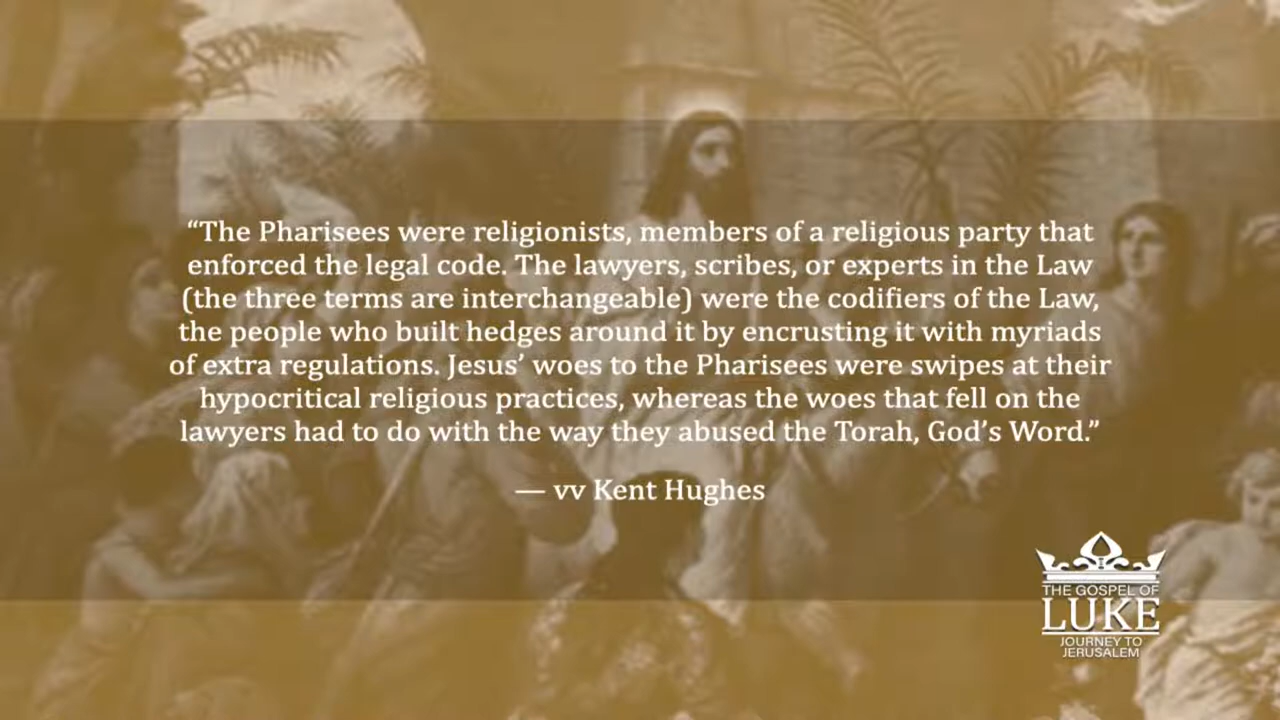 “The Pharisees were religionists, members of a religious party that
enforced the legal code. The lawyers, scribes, or experts in the Law
(the three terms are interchangeable) were the codifiers of the Law,
the people who built hedges around it by encrusting it with myriads
of extra regulations. Jesus’ woes to the Pharisees were swipes at their
hypocritical religious practices, whereas the woes that fell on the
lawyers had to do with the way they abused the Torah, God’s Word.”
— vv Kent Hughes
THE GOSPEL OF
LUKE
JOURNEY TO
JERUSALEM